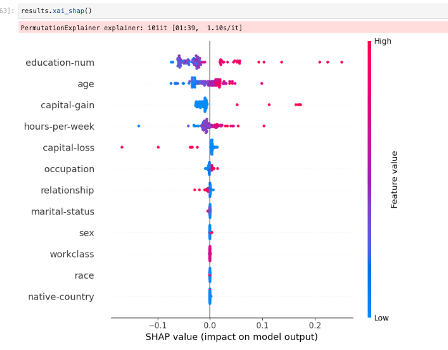 63]: results.xai_shap()
PermutationExplainer explainer: 101it [01:39, 1.10s/it]
High
education-num
age
capital-gain
hours-per-week
capital-loss
occupation
relationship
marital-status
sex
workclass
race
native-country
Feature value
Low
−0.1 0.0 0.1 0.2
SHAP value (impact on model output)